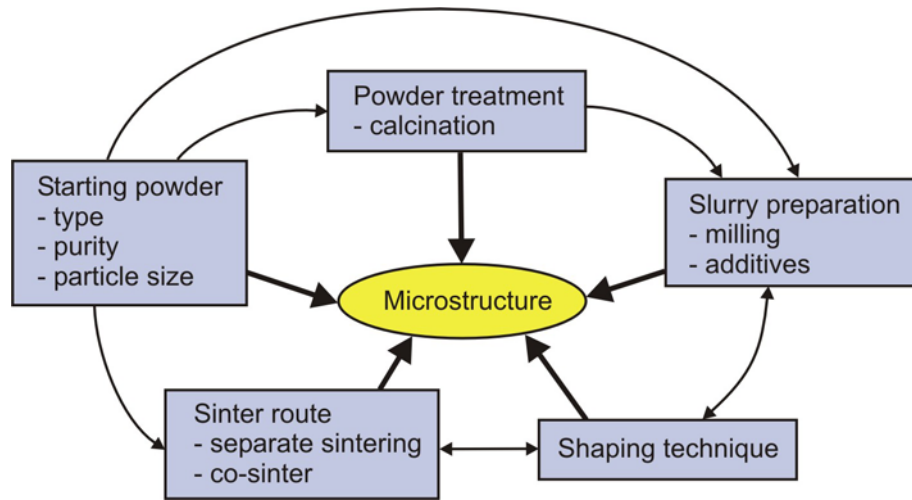 Powder treatment
- calcination
Starting powder
- type
- purity
- particle size
Slurry preparation
- milling
- additives
Microstructure
Sinter route
- separate sintering
- co-sinter
Shaping technique